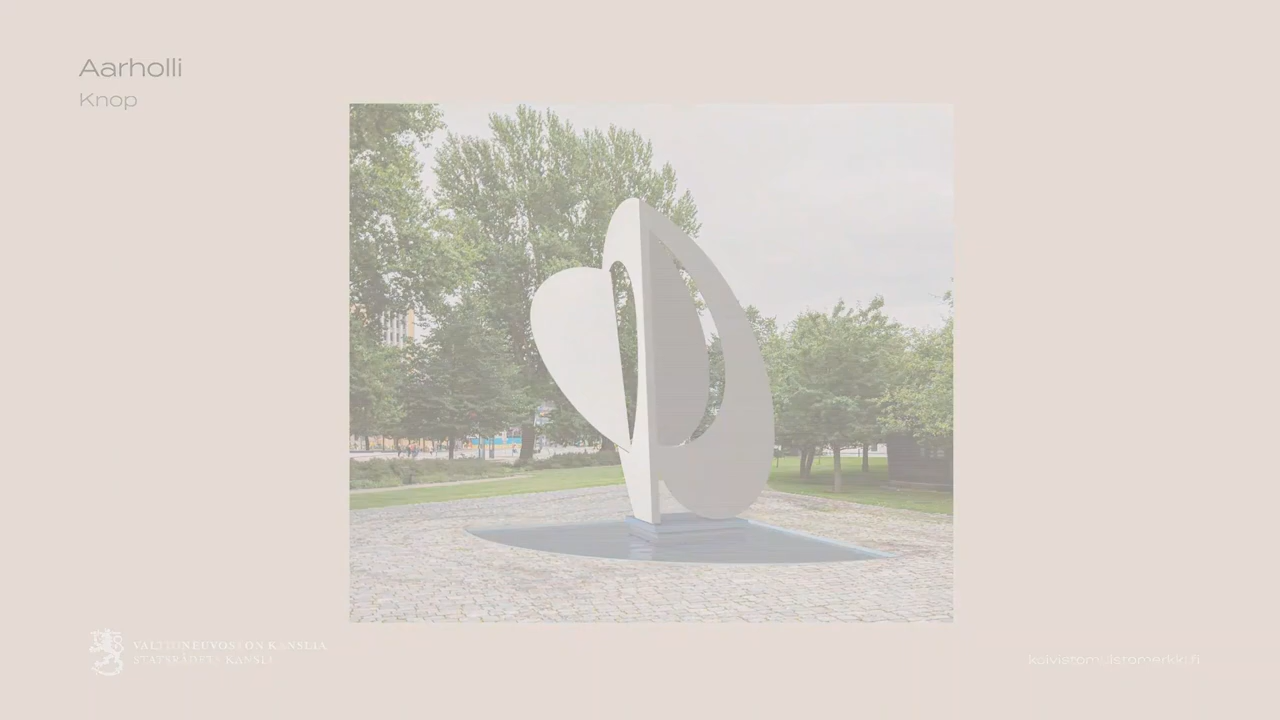 Aarholli
Knop
VALTIONEUVOSTON KANSLIA
STATSRÅDETS KANSLI
koivistomuistomerkki.fi